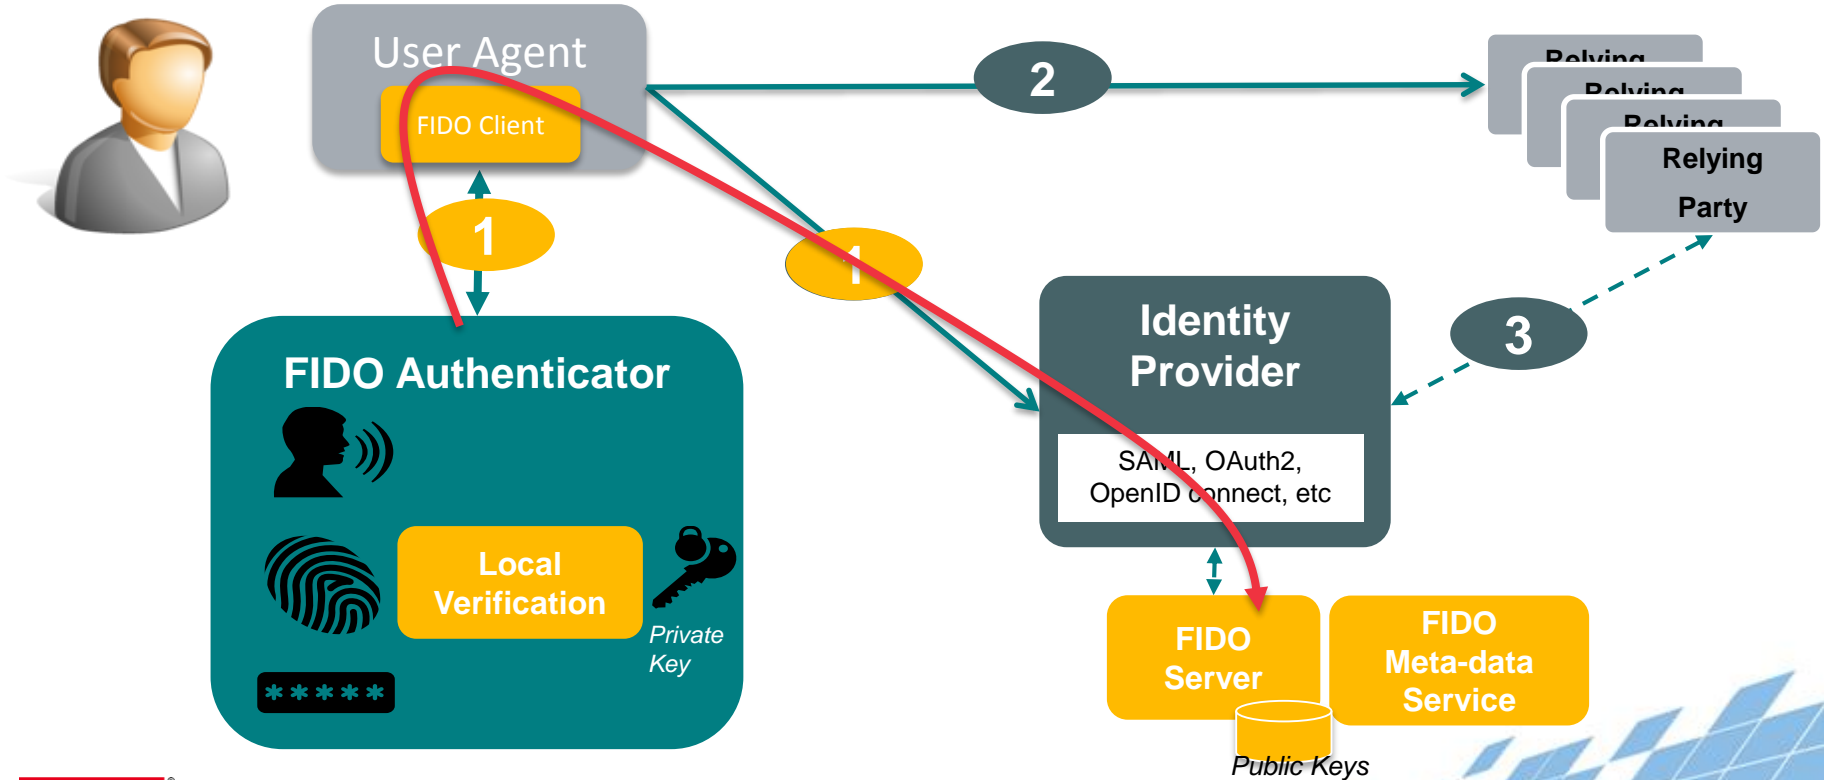 User Agent
FIDO Client
2
Relying
Relying
Relying
Relying
Party
1
1
Identity
Provider
3
SAML, OAuth2,
OpenID connect, etc
FIDO Authenticator
Local
Verification
Private
Key
*****
FIDO
Server
FIDO
Meta-data
Service
Public Keys
®